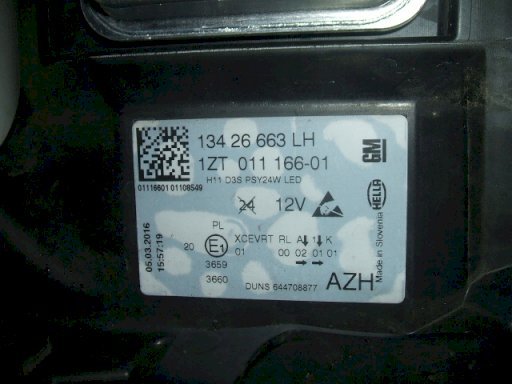 134 26 663 LH
1ZT 011 166-01
H11 D3S PSY24W LED
01116601 01108549
GM
HELLA
Made in Slovenia
24 12V
PL
20 E1 XCEVRT RL A 1 K
01 00 02 01 01
3659
3660
DUNS 644708877
AZH
05.03.2016
15:57:19